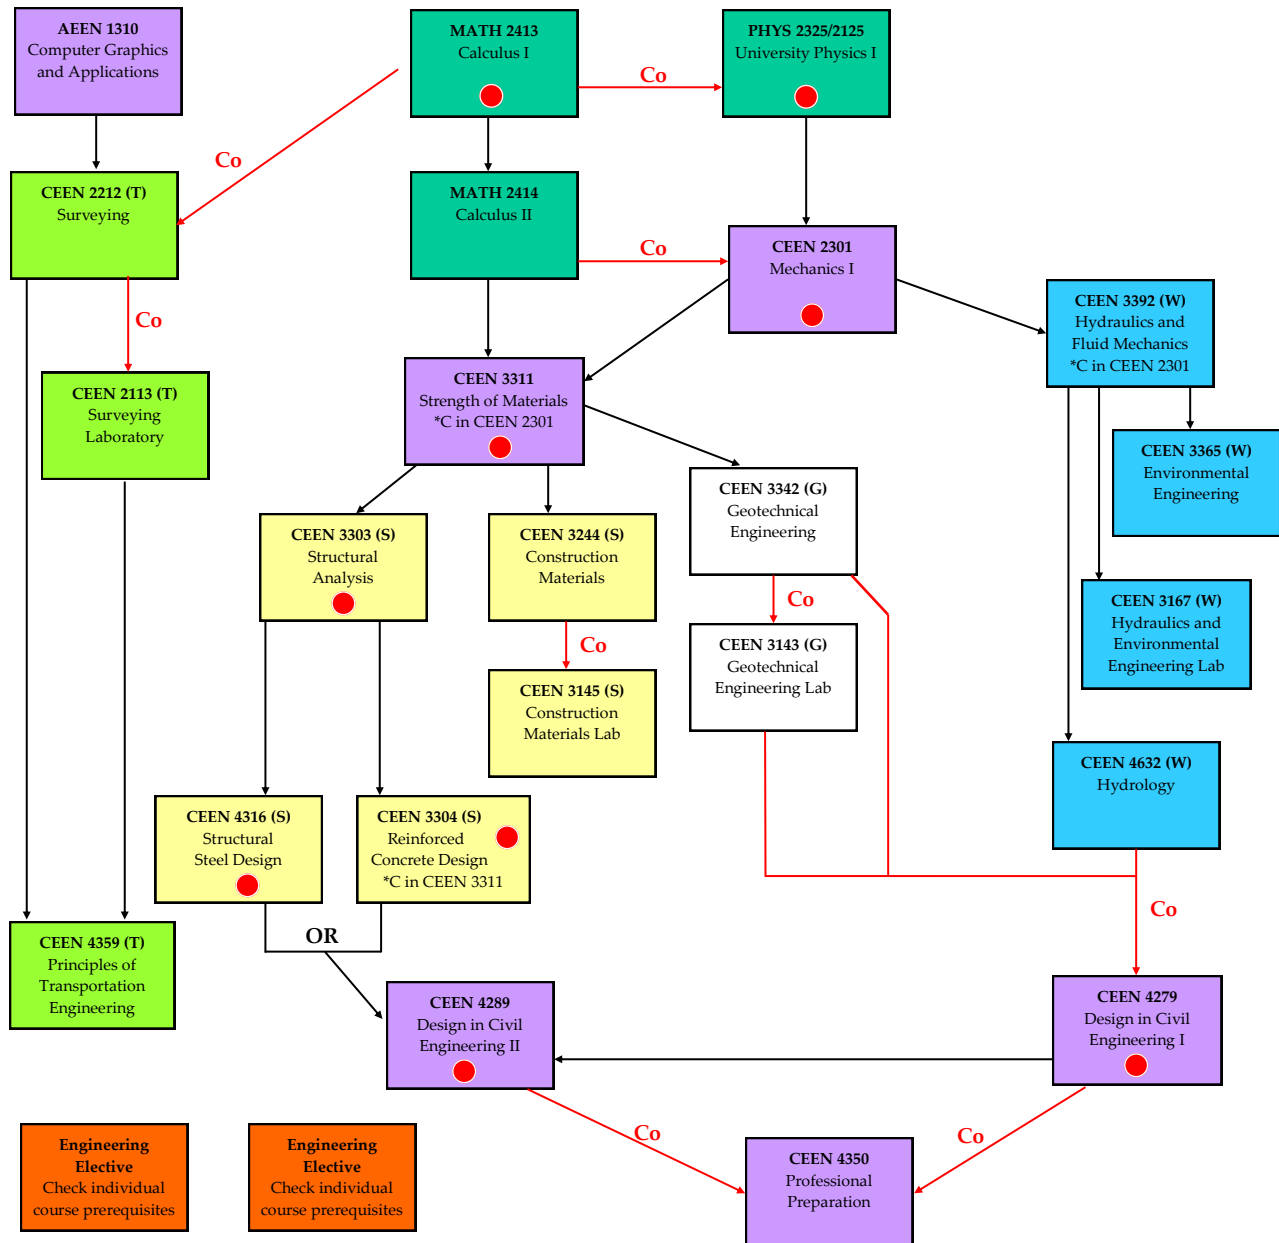 AEEN 1310
Computer Graphics
and Applications
MATH 2413
Calculus I
Co
PHYS 2325/2125
University Physics I
Co
CEEN 2212 (T)
Surveying
MATH 2414
Calculus II
Co
CEEN 2301
Mechanics I
Co
CEEN 3392 (W)
Hydraulics and
Fluid Mechanics
*C in CEEN 2301
CEEN 2113 (T)
Surveying
Laboratory
CEEN 3311
Strength of Materials
*C in CEEN 2301
CEEN 3365 (W)
Environmental
Engineering
CEEN 3342 (G)
Geotechnical
Engineering
CEEN 3303 (S)
Structural
Analysis
CEEN 3244 (S)
Construction
Materials
Co
Co
CEEN 3167 (W)
Hydraulics and
Environmental
Engineering Lab
CEEN 3143 (G)
Geotechnical
Engineering Lab
CEEN 3145 (S)
Construction
Materials Lab
CEEN 4632 (W)
Hydrology
CEEN 4316 (S)
Structural
Steel Design
CEEN 3304 (S)
Reinforced
Concrete Design
*C in CEEN 3311
OR
Co
CEEN 4359 (T)
Principles of
Transportation
Engineering
CEEN 4289
Design in Civil
Engineering II
CEEN 4279
Design in Civil
Engineering I
Co
Co
Engineering
Elective
Check individual
course prerequisites
Engineering
Elective
Check individual
course prerequisites
CEEN 4350
Professional
Preparation